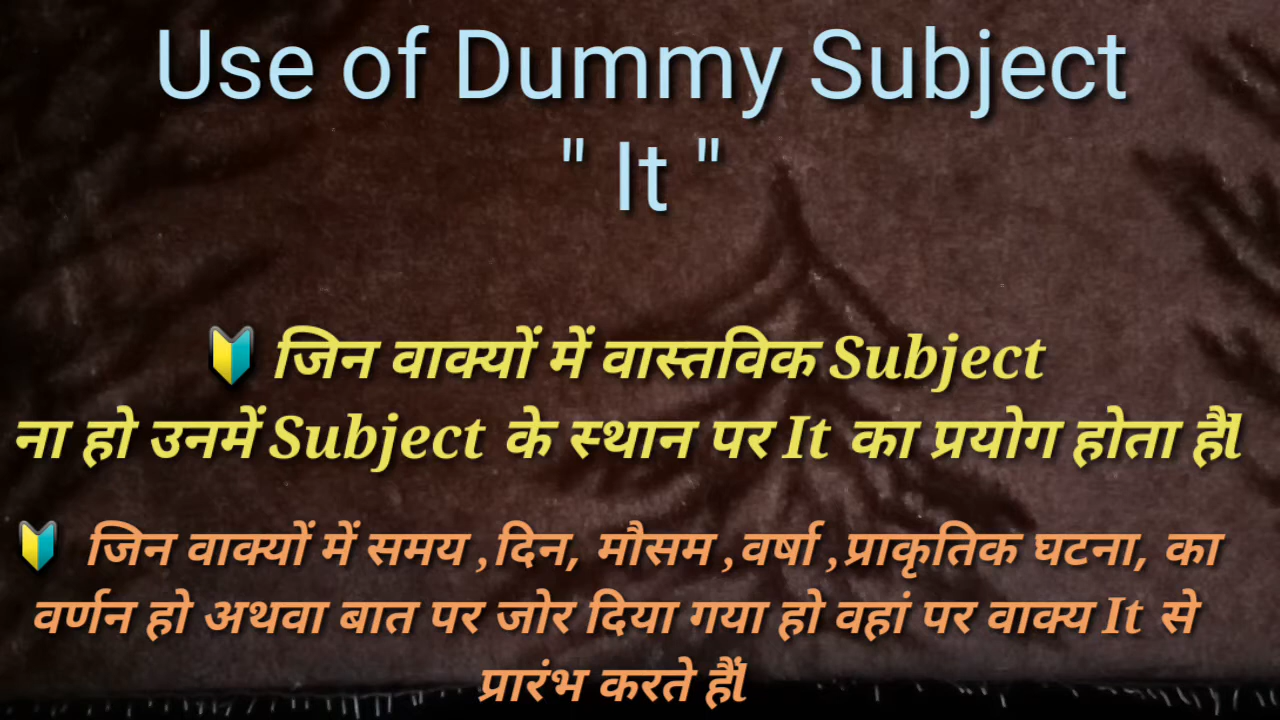 Use of Dummy Subject
" It "
🔰 जिन वाक्यों में वास्तविक Subject
ना हो उनमें Subject के स्थान पर It का प्रयोग होता हैंl
🔰 जिन वाक्यों में समय ,दिन, मौसम ,वर्षा ,प्राकृतिक घटना, का
वर्णन हो अथवा बात पर जोर दिया गया हो वहां पर वाक्य It से
प्रारंभ करते हैंl